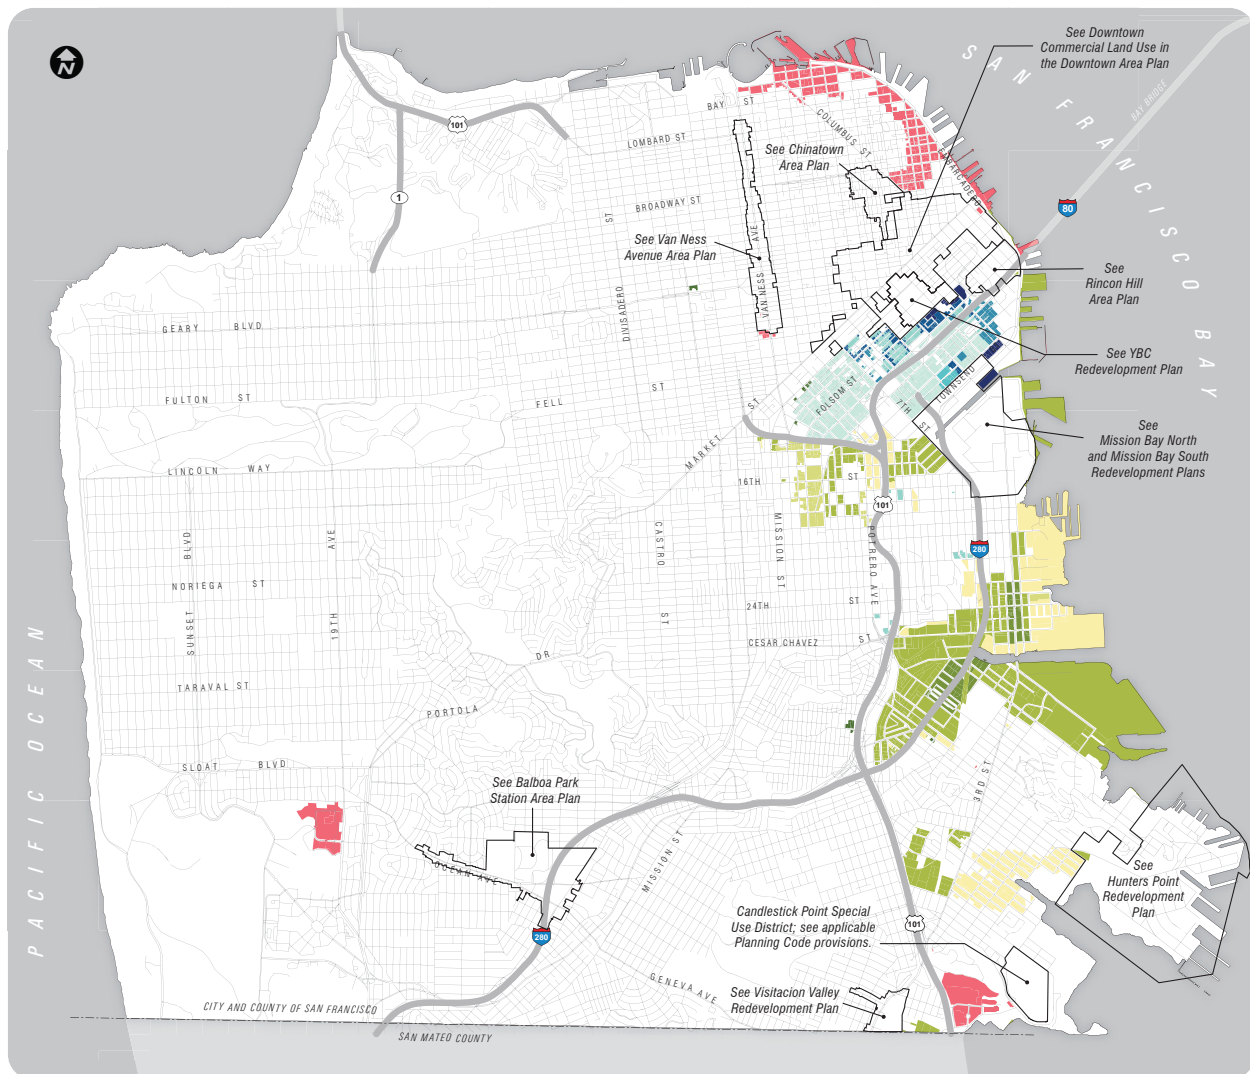 N
See Downtown
Commercial Land Use in
the Downtown Area Plan
SAN FRANCISCO BAY
BAY BRIDGE
101
BAY ST
COLUMBUS ST
LOMBARD ST
See Chinatown
Area Plan
EMBARCADERO
1
80
BROADWAY ST
See Van Ness
Avenue Area Plan
VAN NESS AVE
DIVISADERO ST
See
Rincon Hill
Area Plan
GEARY BLVD
See YBC
Redevelopment Plan
FULTON ST
FELL ST
FOLSOM ST
7TH ST
TOWNSEND
MARKET ST
See
Mission Bay North
and Mission Bay South
Redevelopment Plans
LINCOLN WAY
16TH ST
101
SUNSET BLVD
19TH AVE
CASTRO ST
MISSION ST
POTRERO AVE
280
NORIEGA ST
24TH ST
CESAR CHAVEZ ST
PACIFIC OCEAN
TARAVAL ST
PORTOLA DR
SLOAT BLVD
See Balboa Park
Station Area Plan
3RD ST
MISSION ST
OCEAN AVE
See
Hunters Point
Redevelopment
Plan
Candlestick Point Special
Use District; see applicable
Planning Code provisions.
101
280
GENEVA AVE
See Visitacion Valley
Redevelopment Plan
CITY AND COUNTY OF SAN FRANCISCO
SAN MATEO COUNTY